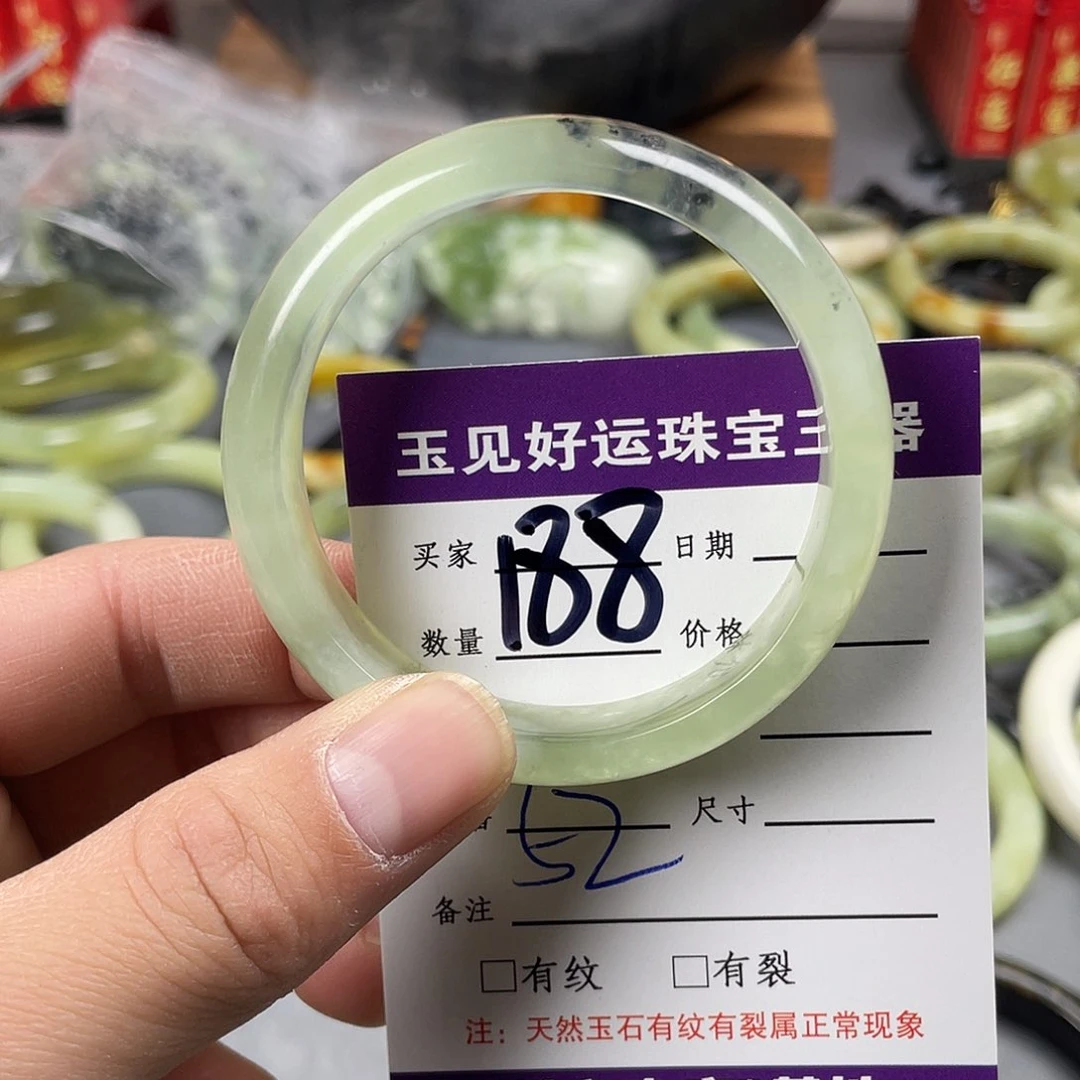 玉见好运珠宝玉器
买家 188 日期
数量 价格
52 尺寸
备注
□有纹 □有裂
注：天然玉石有纹有裂属正常现象